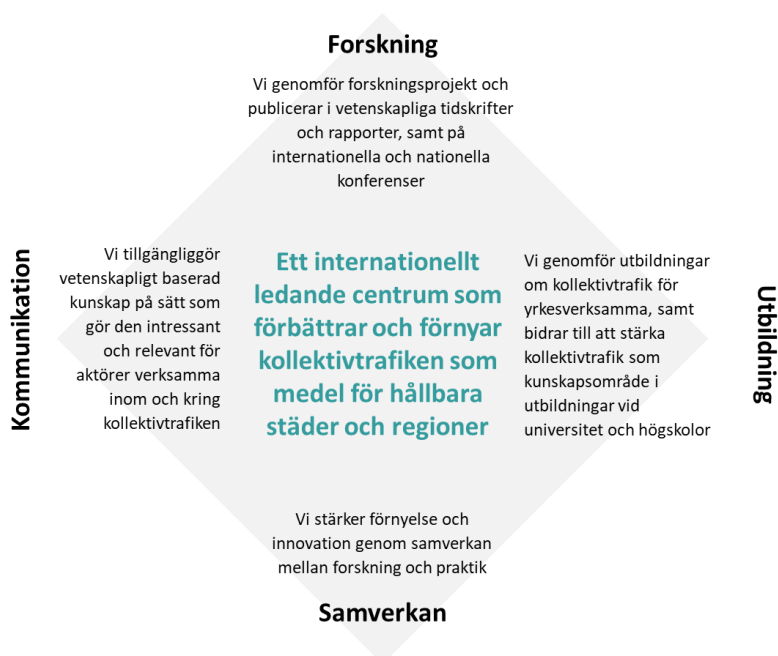 Forskning
Vi genomför forskningsprojekt och
publicerar i vetenskapliga tidskrifter
och rapporter, samt på
internationella och nationella
konferenser
Kommunikation
Vi tillgängliggör
vetenskapligt baserad
kunskap på sätt som
gör den intressant
och relevant för
aktörer verksamma
inom och kring
kollektivtrafiken
Ett internationellt
ledande centrum som
förbättrar och förnyar
kollektivtrafiken som
medel för hållbara
städer och regioner
Vi genomför utbildningar
om kollektivtrafik för
yrkesverksamma, samt
bidrar till att stärka
kollektivtrafik som
kunskapsområde i
utbildningar vid
universitet och högskolor
Utbildning
Vi stärker förnyelse och
innovation genom samverkan
mellan forskning och praktik
Samverkan